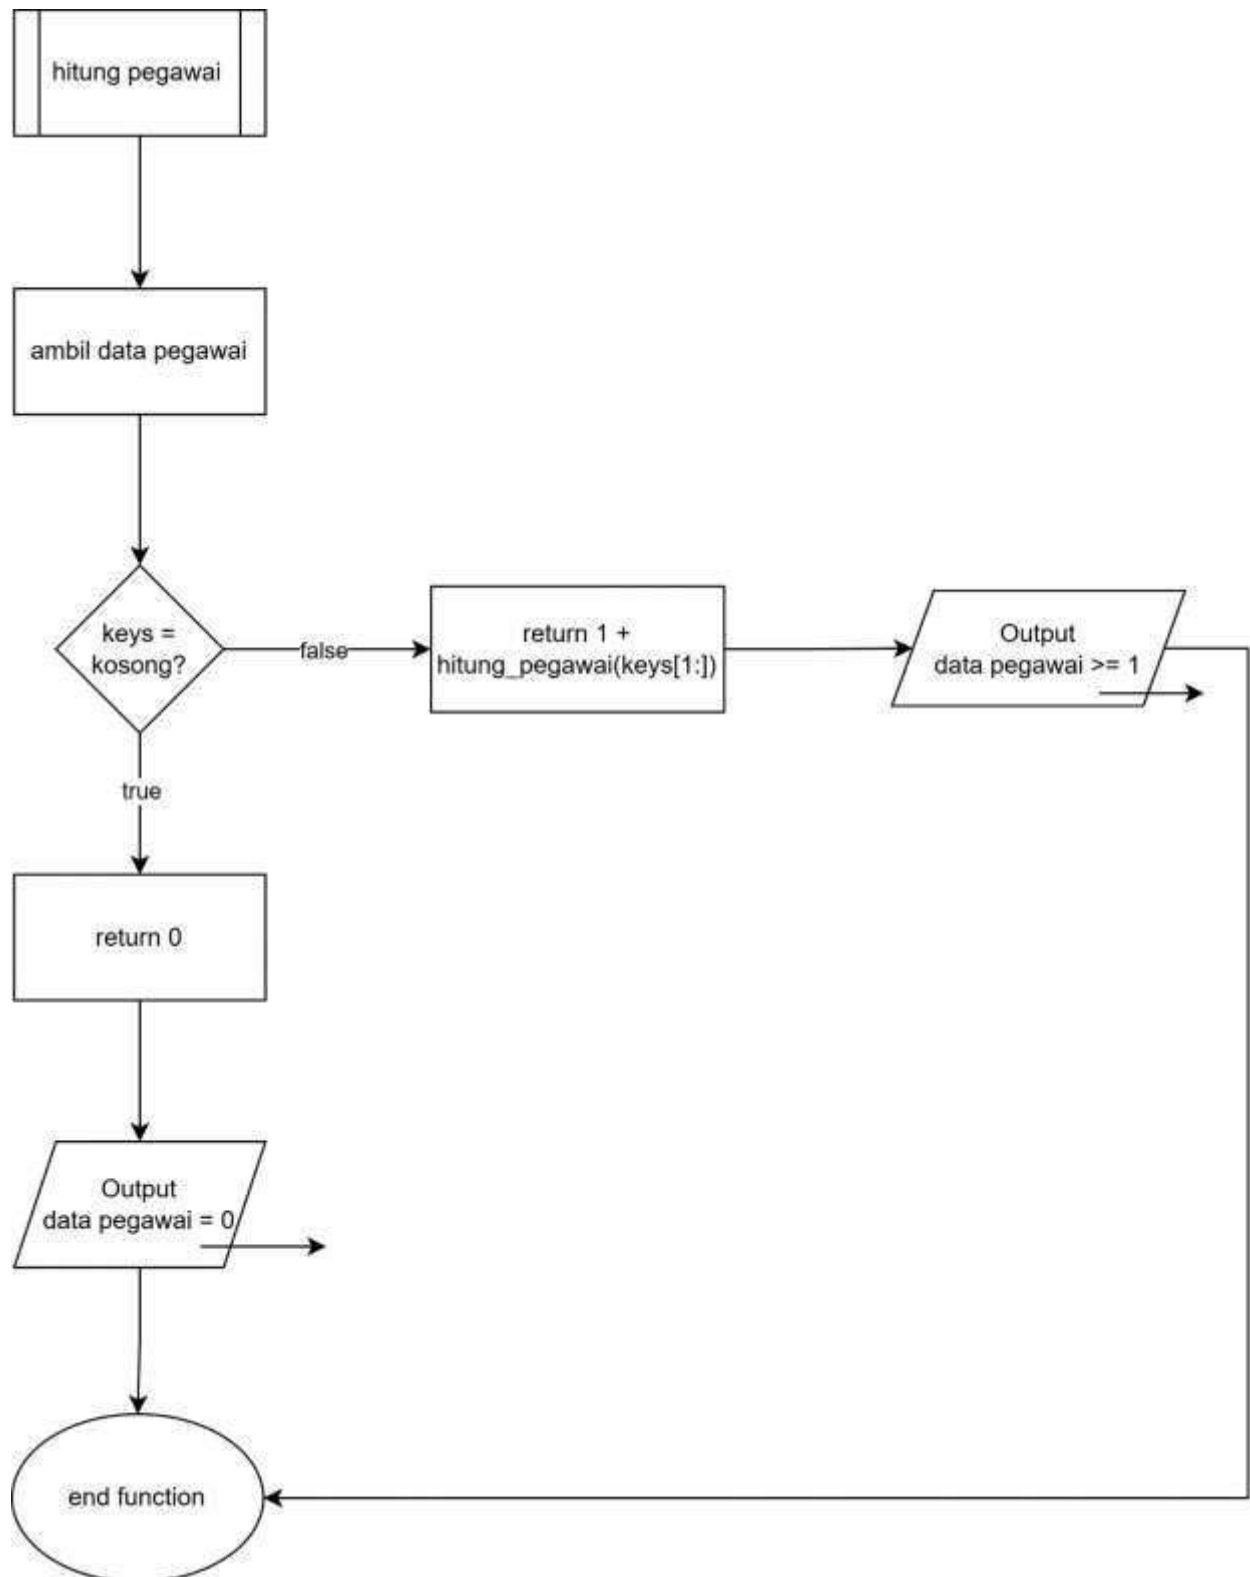 hitung pegawai
ambil data pegawai
keys =
kosong?
false
return 1 +
hitung_pegawai(keys[1:])
Output
data pegawai >= 1
true
return 0
Output
data pegawai = 0
end function